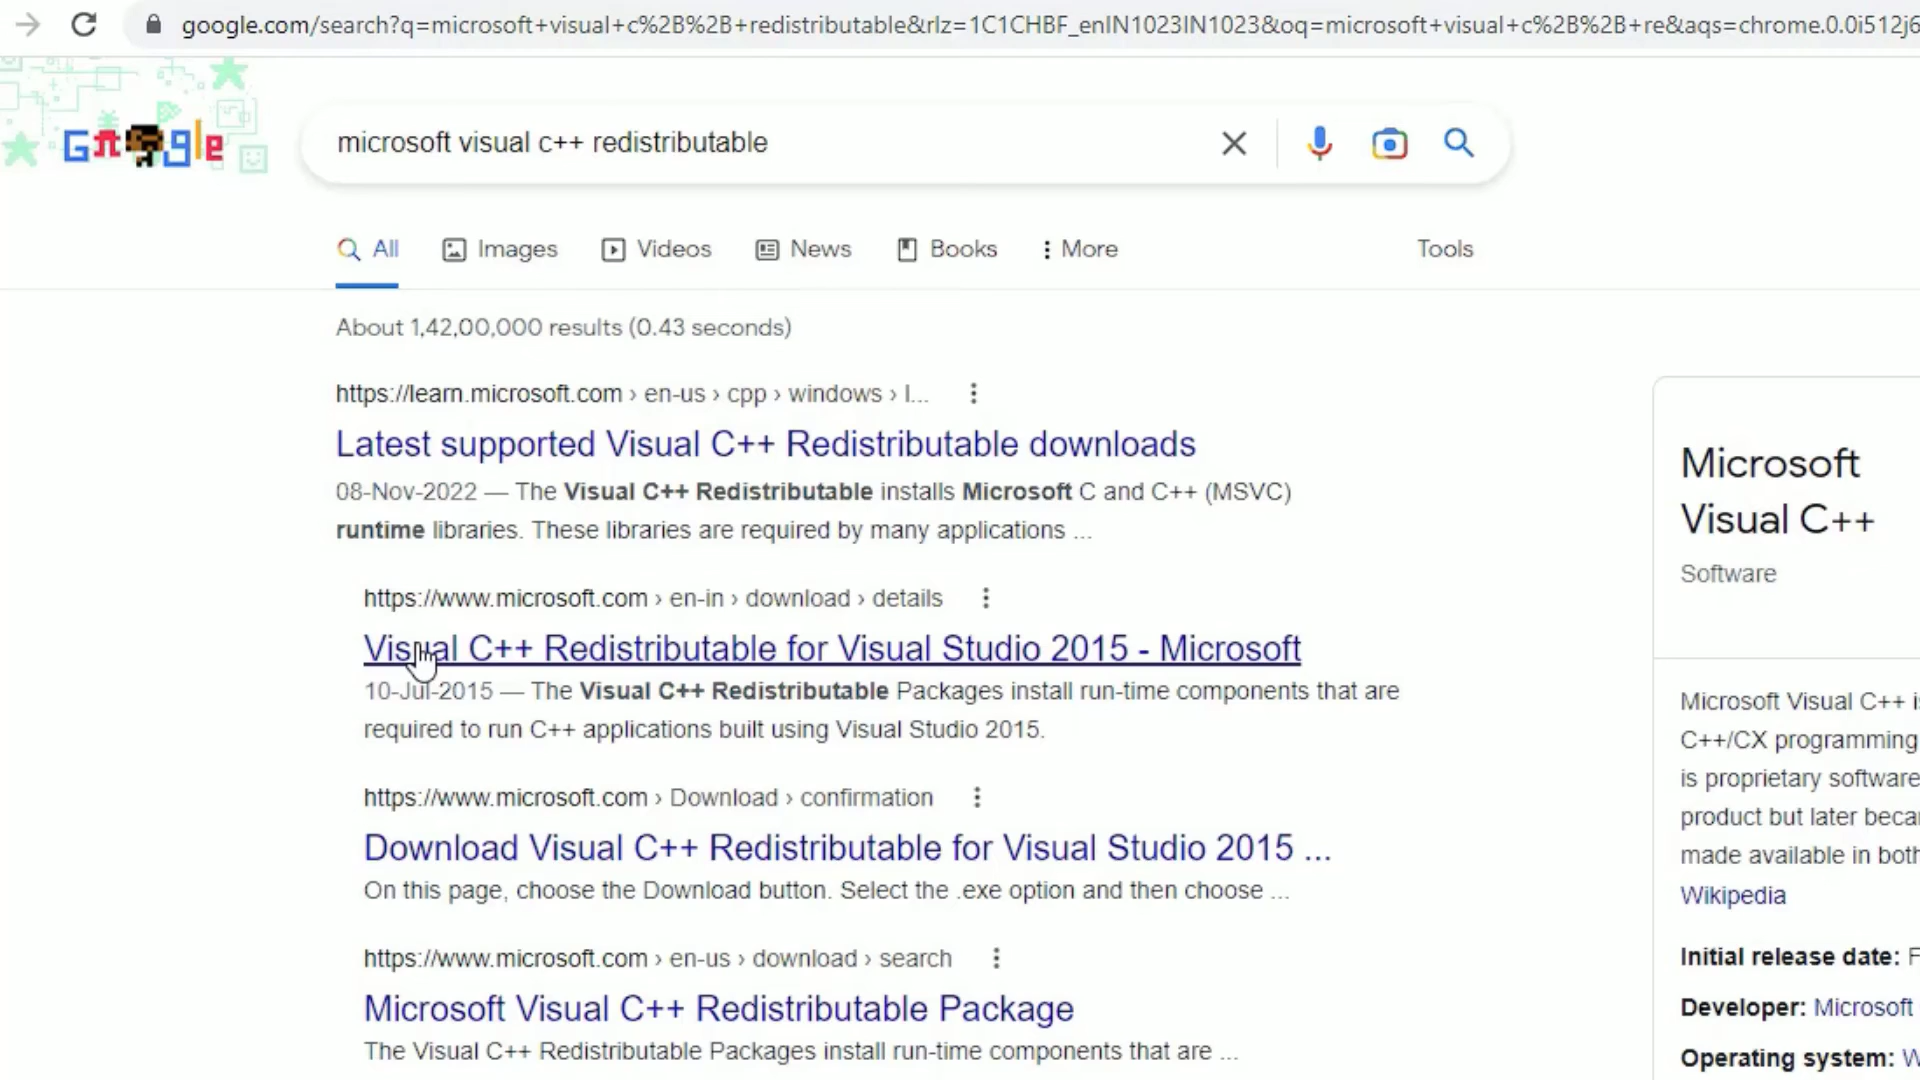 google.com/search?q=microsoft+visual+c%2B%2B+redistributable&rlz=1C1CHBF_enIN1023IN1023&oq=microsoft+visual+c%2B%2B+re&aqs=chrome.0.0i512j6
Google
microsoft visual c++ redistributable
All
Images
Videos
News
Books
More
Tools
About 1,42,00,000 results (0.43 seconds)
https://learn.microsoft.com › en-us › cpp › windows › l...
Latest supported Visual C++ Redistributable downloads
08-Nov-2022 — The Visual C++ Redistributable installs Microsoft C and C++ (MSVC)
runtime libraries. These libraries are required by many applications ...
https://www.microsoft.com › en-in › download › details
Visual C++ Redistributable for Visual Studio 2015 - Microsoft
10-Jul-2015 — The Visual C++ Redistributable Packages install run-time components that are
required to run C++ applications built using Visual Studio 2015.
https://www.microsoft.com › Download › confirmation
Download Visual C++ Redistributable for Visual Studio 2015 ...
On this page, choose the Download button. Select the .exe option and then choose ...
https://www.microsoft.com › en-us › download › search
Microsoft Visual C++ Redistributable Package
The Visual C++ Redistributable Packages install run-time components that are ...
Microsoft
Visual C++
Software
Microsoft Visual C++
C++/CX programming
is proprietary software
product but later
made available in both
Wikipedia
Initial release date:
Developer: Microsoft
Operating system: